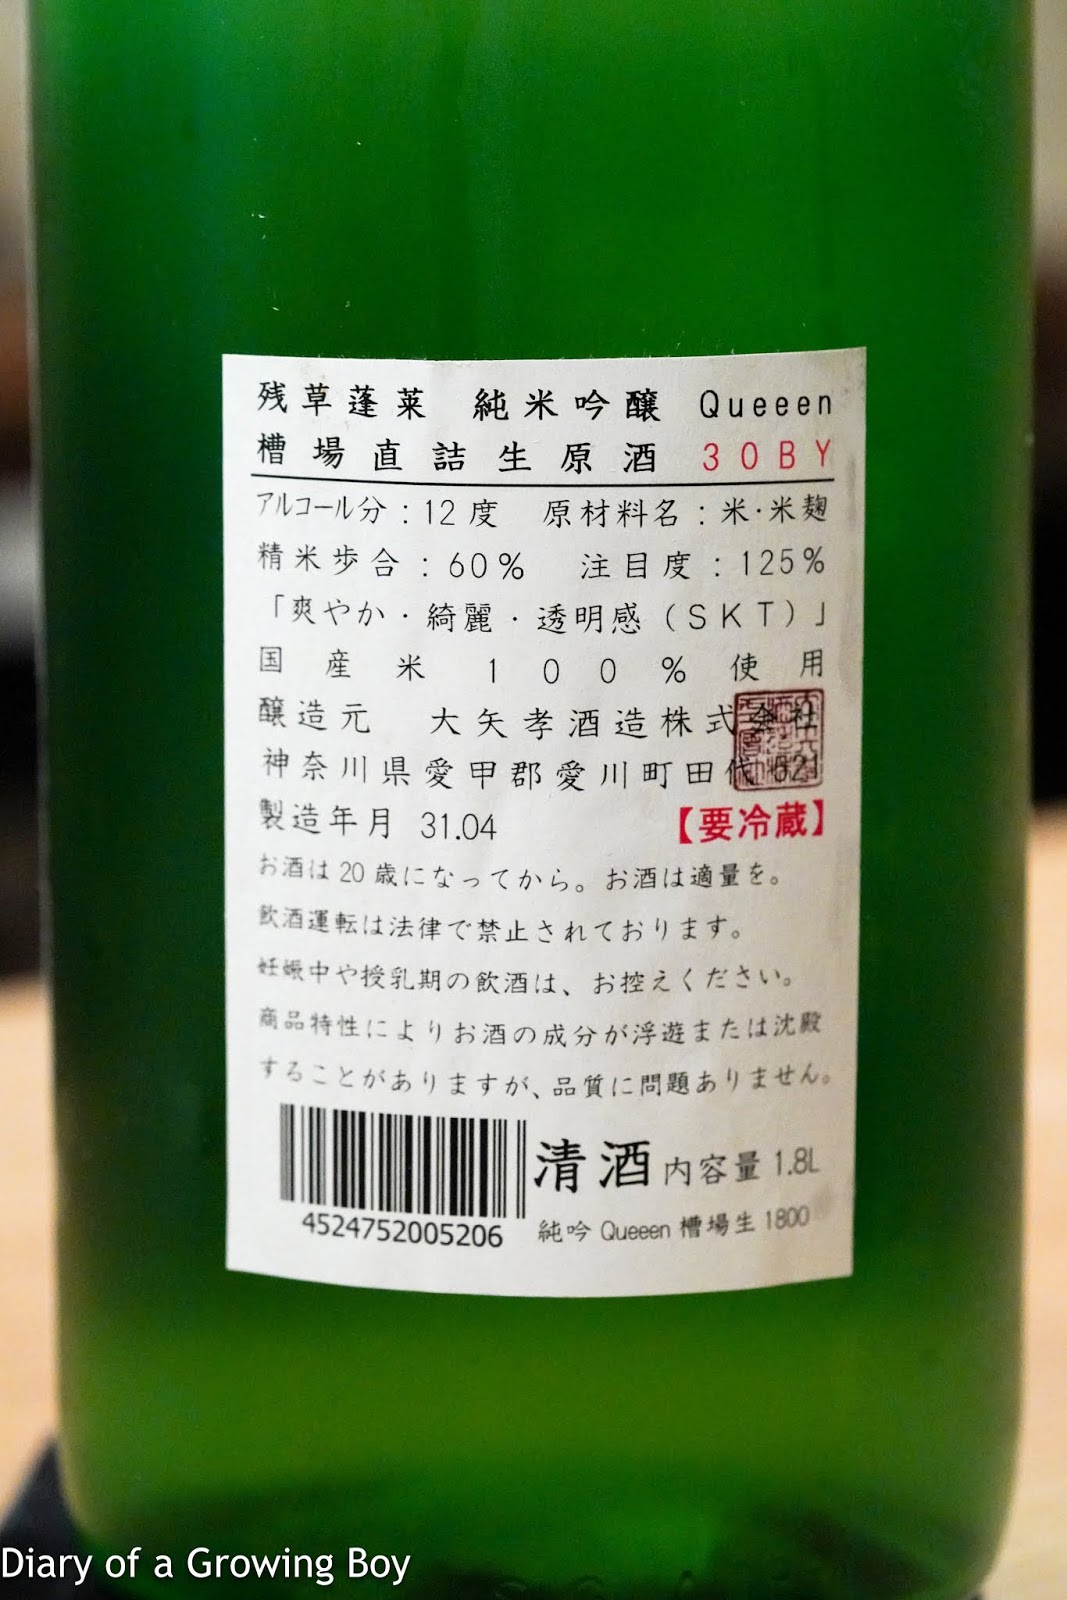 残草蓬莱 純米吟醸 Queeen
槽場直詰生原酒 30BY
アルコール分:12度 原材料名:米・米麹
精米歩合:60% 注目度:125%
「爽やか・綺麗・透明感(SKT)」
国産米100%使用
醸造元 大矢孝酒造株式会社
神奈川県愛甲郡愛川町田代 521
製造年月 31.04 【要冷蔵】
お酒は20歳になってから。お酒は適量を。
飲酒運転は法律で禁止されております。
妊娠中や授乳期の飲酒は、お控えください。
商品特性によりお酒の成分が浮遊または沈殿
することがありますが、品質に問題ありません。
清酒 内容量 1.8L
4524752005206 純吟 Queeen 槽場生 1800
Diary of a Growing Boy